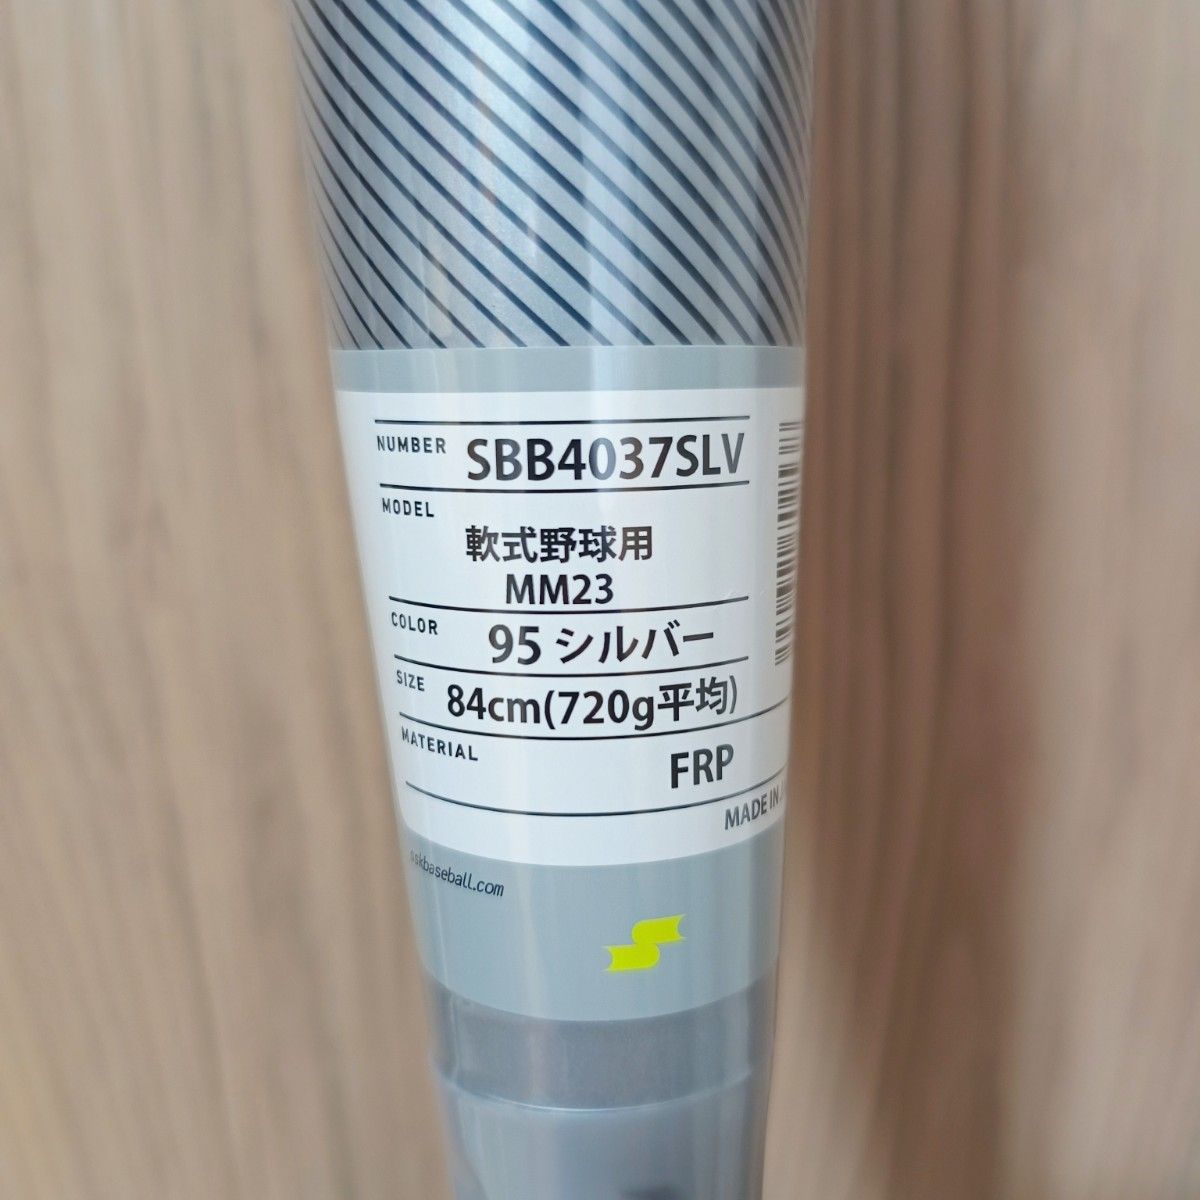 NUMBER SBB4037SLV
MODEL
軟式野球用
MM23
COLOR 95 シルバー
SIZE 84cm(720g平均)
MATERIAL FRP
MADE IN
sskbaseball.com